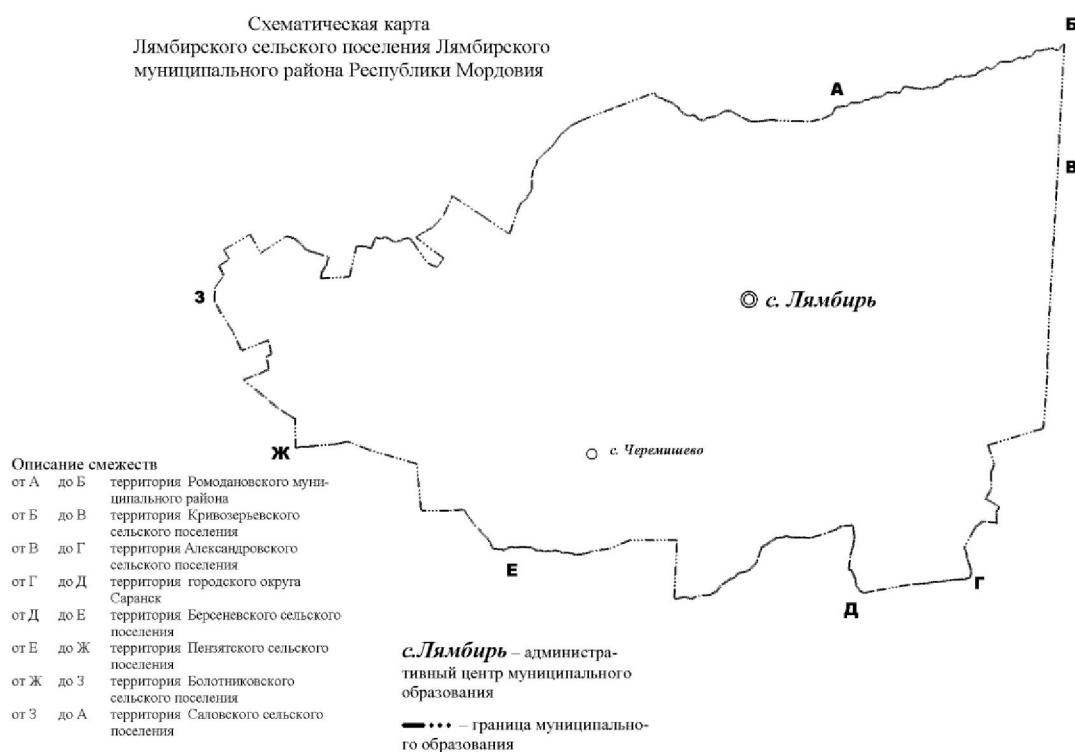 Схематическая карта
Лямбирского сельского поселения Лямбирского
муниципального района Республики Мордовия
Б
А
В
З
с. Лямбирь
Ж
с. Черемишево
Е
Г
Д
Описание смежеств
от А до Б территория Ромодановского муни-
ципального района
от Б до В территория Кривозерьевского
сельского поселения
от В до Г территория Александровского
сельского поселения
от Г до Д территория городского округа
Саранск
от Д до Е территория Берсеневского сельского
поселения
от Е до Ж территория Пензятского сельского
поселения
от Ж до З территория Болотниковского
сельского поселения
от З до А территория Саловского сельского
поселения
с.Лямбирь – администра-
тивный центр муниципального
образования
– граница муниципально-
го образования